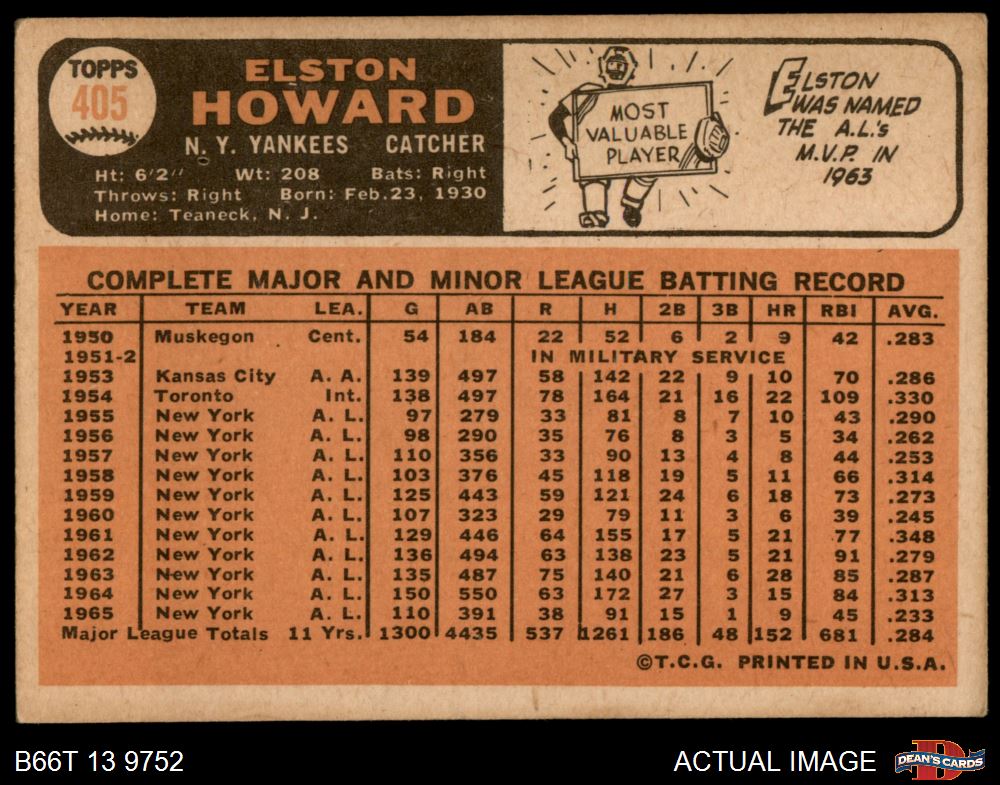 TOPPS
405
ELSTON
HOWARD
N. Y. YANKEES CATCHER
Ht: 6'2" Wt: 208 Bats: Right
Throws: Right Born: Feb. 23, 1930
Home: Teaneck, N. J.
MOST
VALUABLE
PLAYER
ELSTON
WAS NAMED
THE A.L.'s
M.V.P. IN
1963
COMPLETE MAJOR AND MINOR LEAGUE BATTING RECORD
YEAR TEAM LEA. G AB R H 2B 3B HR RBI AVG.
1950 Muskegon Cent. 54 184 22 52 6 2 9 42 .283
1951-2 IN MILITARY SERVICE
1953 Kansas City A. A. 139 497 58 142 22 9 10 70 .286
1954 Toronto Int. 138 497 78 164 21 16 22 109 .330
1955 New York A. L. 97 279 33 81 8 7 10 43 .290
1956 New York A. L. 98 290 35 76 8 3 5 34 .262
1957 New York A. L. 110 356 33 90 13 4 8 44 .253
1958 New York A. L. 103 376 45 118 19 5 11 66 .314
1959 New York A. L. 125 443 59 121 24 6 18 73 .273
1960 New York A. L. 107 323 29 79 11 3 6 39 .245
1961 New York A. L. 129 446 64 155 17 5 21 77 .348
1962 New York A. L. 136 494 63 138 23 5 21 91 .279
1963 New York A. L. 135 487 75 140 21 6 28 85 .287
1964 New York A. L. 150 550 63 172 27 3 15 84 .313
1965 New York A. L. 110 391 38 91 15 1 9 45 .233
Major League Totals 11 Yrs. 1300 4435 537 1261 186 48 152 681 .284
©T.C.G. PRINTED IN U.S.A.
B66T 13 9752 ACTUAL IMAGE
DEAN'S CARDS